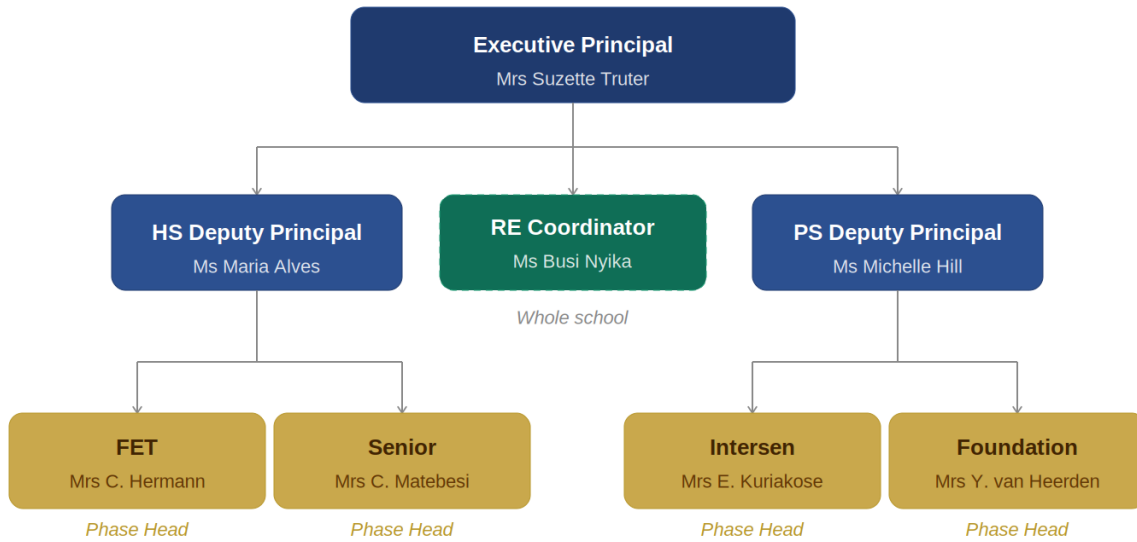 Executive Principal
Mrs Suzette Truter
HS Deputy Principal
Ms Maria Alves
RE Coordinator
Ms Busi Nyika
Whole school
PS Deputy Principal
Ms Michelle Hill
FET
Mrs C. Hermann
Phase Head
Senior
Mrs C. Matebesi
Phase Head
Intersen
Mrs E. Kuriakose
Phase Head
Foundation
Mrs Y. van Heerden
Phase Head